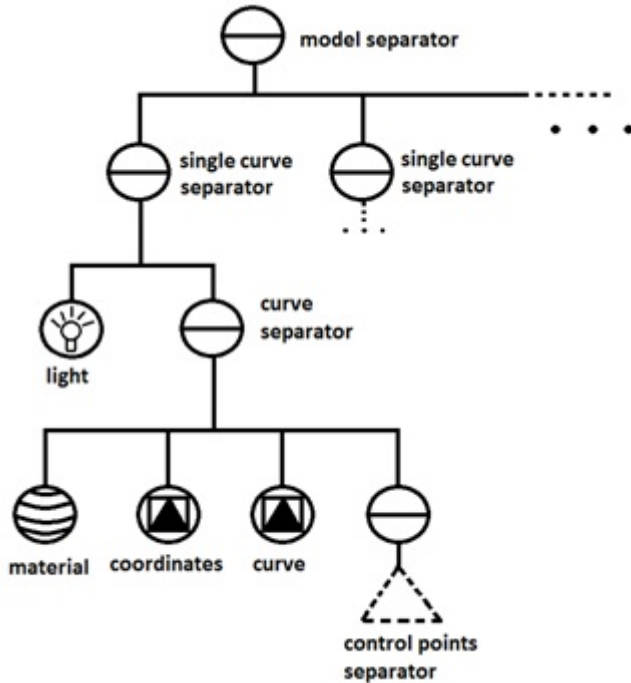 model separator
single curve
separator
single curve
separator
light
curve
separator
material
coordinates
curve
control points
separator